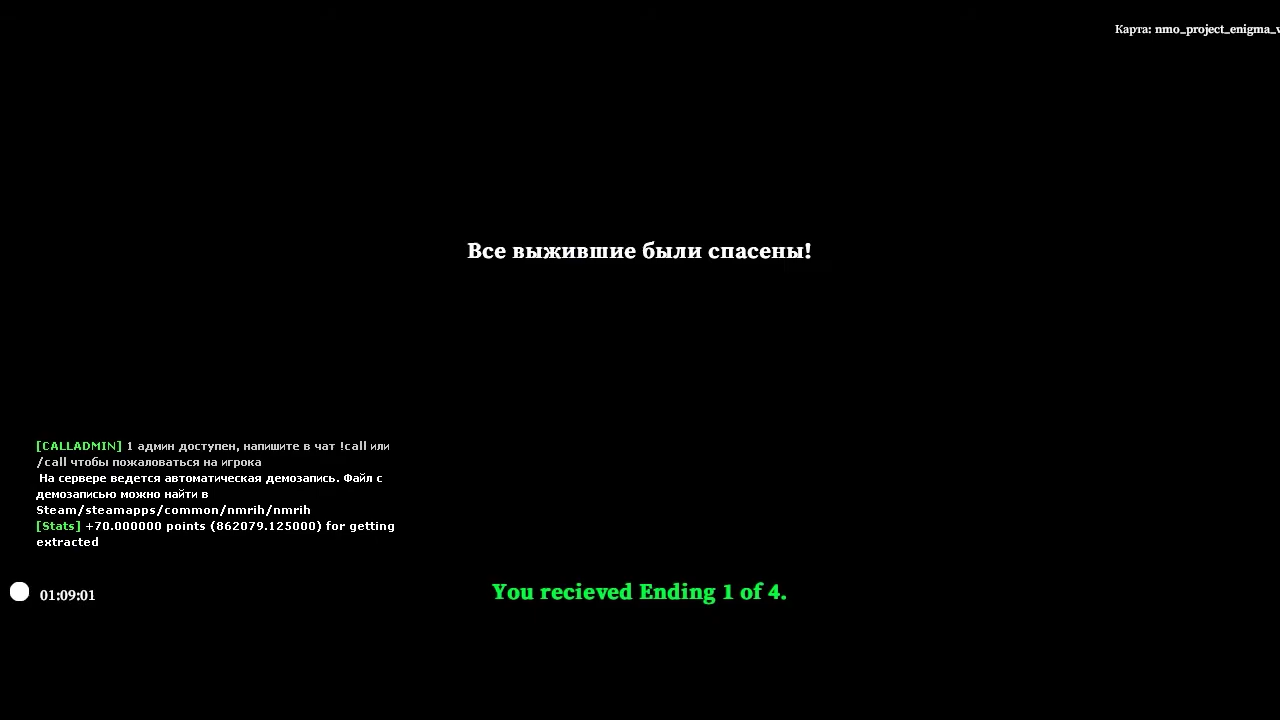 Карта: nmo_project_enigma_v
Все выжившие были спасены!
[CALLADMIN] 1 админ доступен, напишите в чат !call или
/call чтобы пожаловаться на игрока
На сервере ведется автоматическая демозапись. Файл с
демозаписью можно найти в
Steam/steamapps/common/nmrih/nmrih
[Stats] +70.000000 points (862079.125000) for getting
extracted
01:09:01
You recieved Ending 1 of 4.